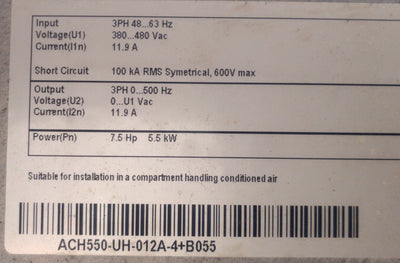 Input 3PH 48...63 Hz
Voltage(U1) 380...480 Vac
Current(I1n) 11.9 A
Short Circuit 100 kA RMS Symetrical, 600V max
Output 3PH 0...500 Hz
Voltage(U2) 0...U1 Vac
Current(I2n) 11.9 A
Power(Pn) 7.5 Hp 5.5 kW
Suitable for installation in a compartment handling conditioned air
ACH550-UH-012A-4+B055